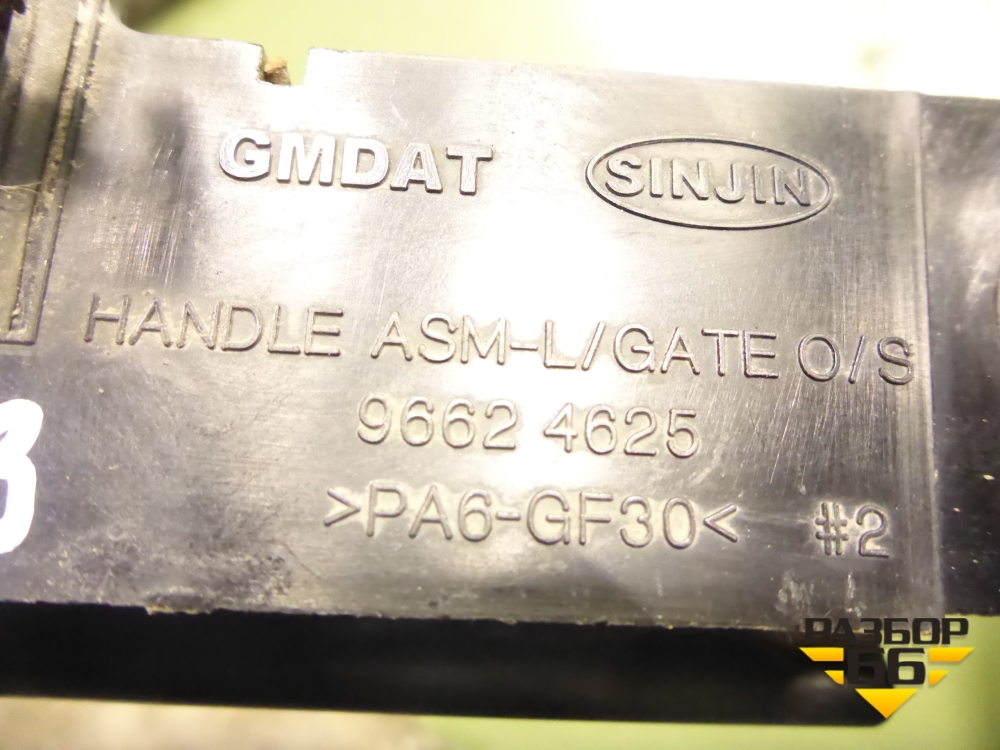 GMDAT SINJIN
HANDLE ASM-L/GATE O/S
9662 4625
>PA6-GF30< #2
РАЗБОР
66